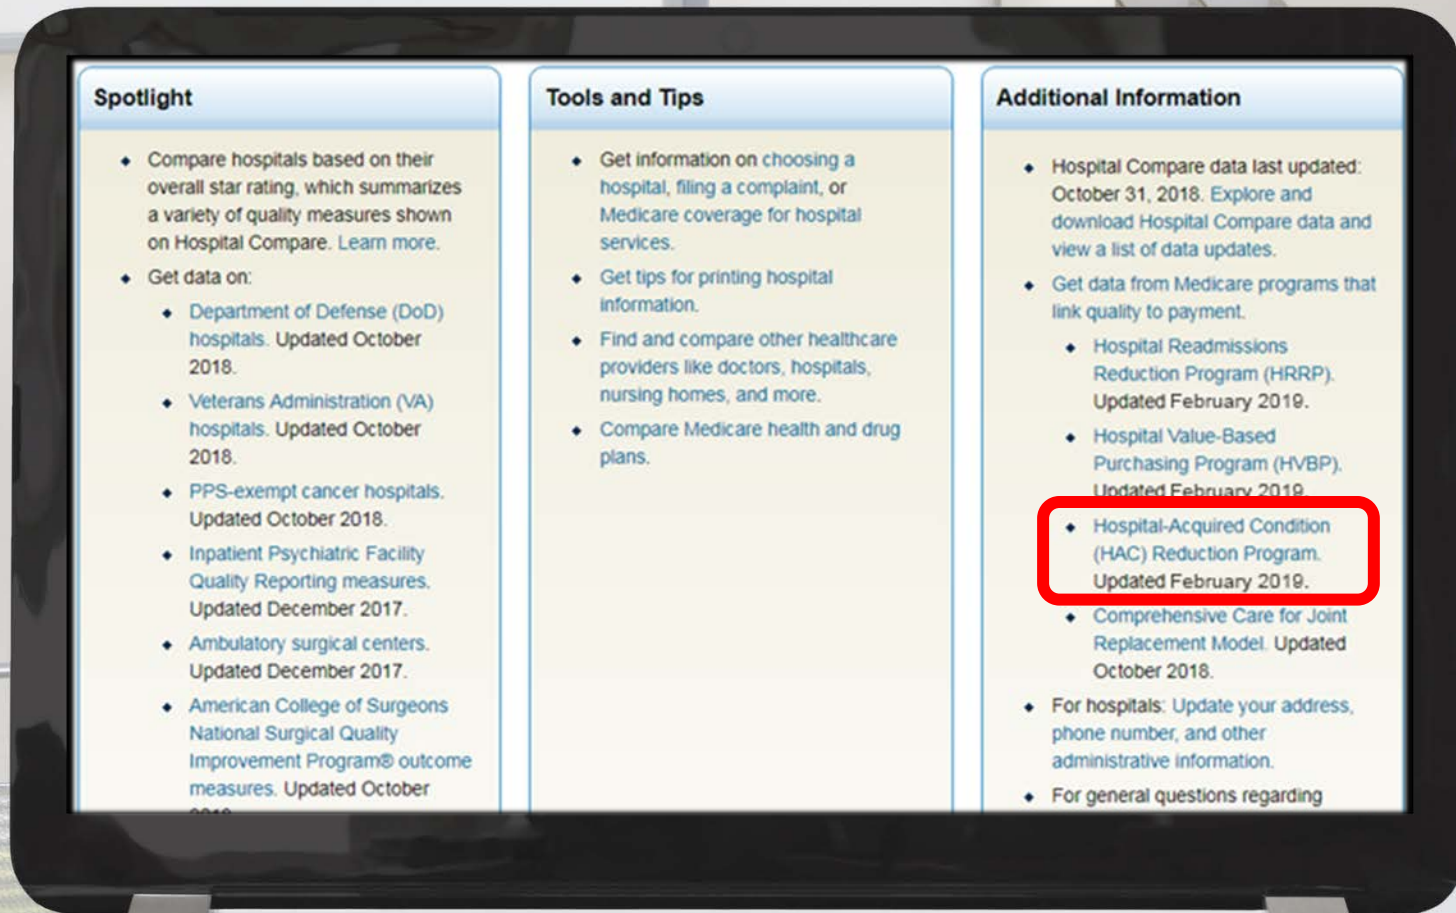 Spotlight
Compare hospitals based on their
overall star rating, which summarizes
a variety of quality measures shown
on Hospital Compare. Learn more.
Get data on:
Department of Defense (DoD)
hospitals. Updated October
2018.
Veterans Administration (VA)
hospitals. Updated October
2018.
PPS-exempt cancer hospitals.
Updated October 2018.
Inpatient Psychiatric Facility
Quality Reporting measures.
Updated December 2017.
Ambulatory surgical centers.
Updated December 2017.
American College of Surgeons
National Surgical Quality
Improvement Program® outcome
measures. Updated October
Tools and Tips
Get information on choosing a
hospital, filing a complaint, or
Medicare coverage for hospital
services.
Get tips for printing hospital
information.
Find and compare other healthcare
providers like doctors, hospitals,
nursing homes, and more.
Compare Medicare health and drug
plans.
Additional Information
Hospital Compare data last updated:
October 31, 2018. Explore and
download Hospital Compare data and
view a list of data updates.
Get data from Medicare programs that
link quality to payment.
Hospital Readmissions
Reduction Program (HRRP).
Updated February 2019.
Hospital Value-Based
Purchasing Program (HVBP).
Updated February 2019.
Hospital-Acquired Condition
(HAC) Reduction Program.
Updated February 2019.
Comprehensive Care for Joint
Replacement Model. Updated
October 2018.
For hospitals: Update your address,
phone number, and other
administrative information.
For general questions regarding